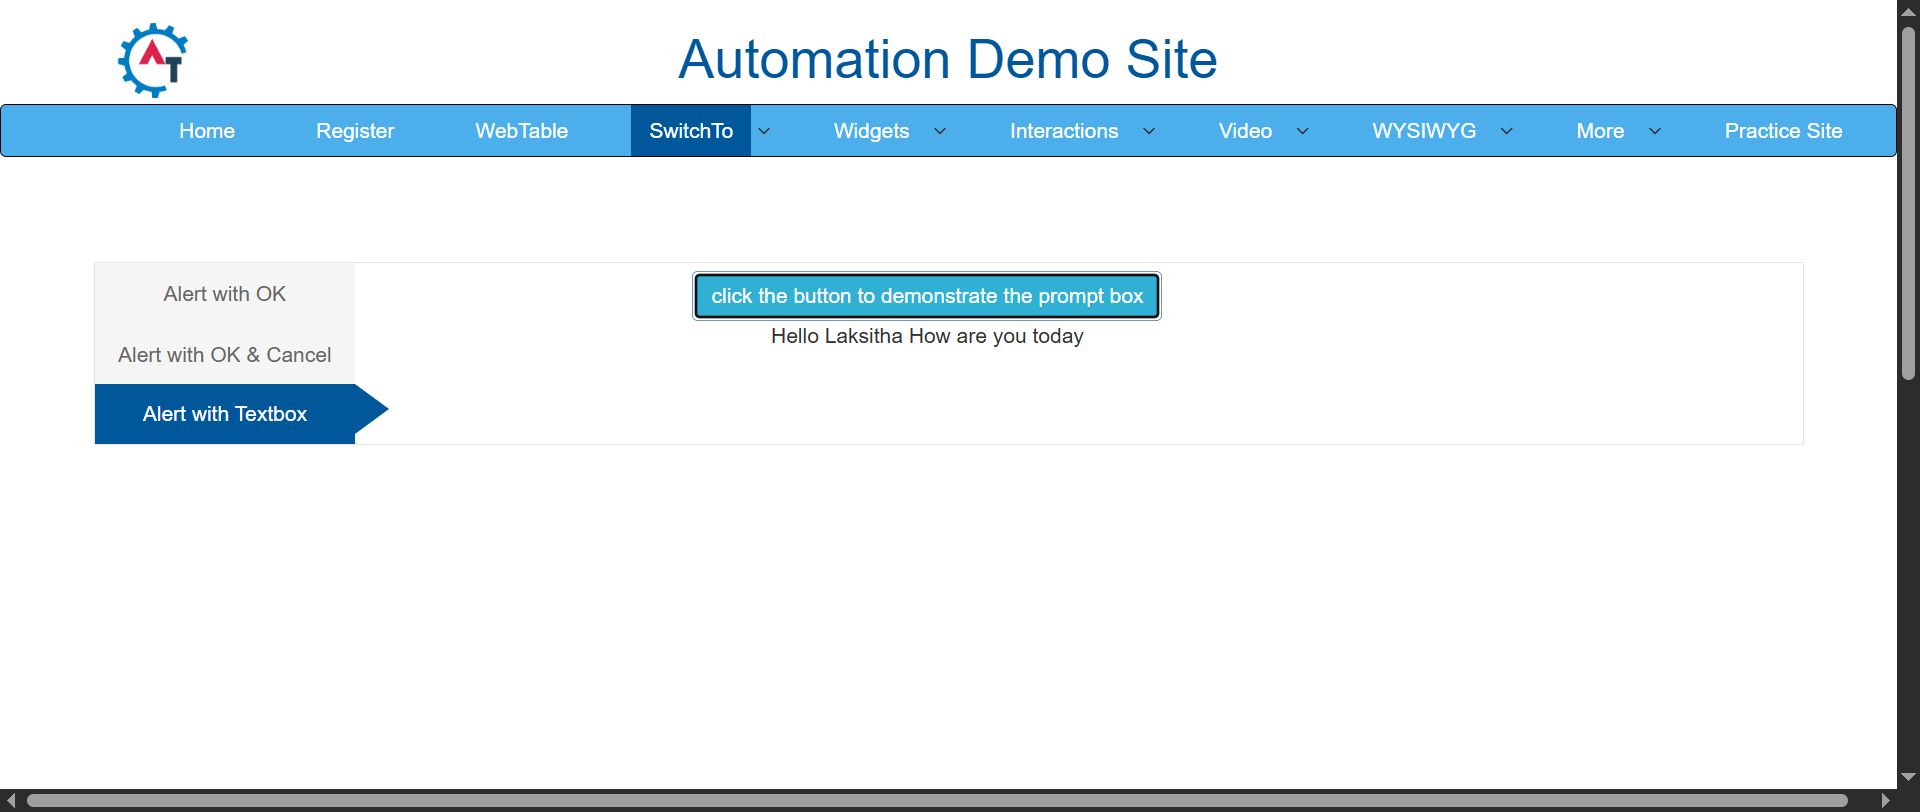 AT
Automation Demo Site
Home Register WebTable SwitchTo Widgets Interactions Video WYSIWYG More Practice Site
Alert with OK
Alert with OK & Cancel
Alert with Textbox
click the button to demonstrate the prompt box
Hello Laksitha How are you today